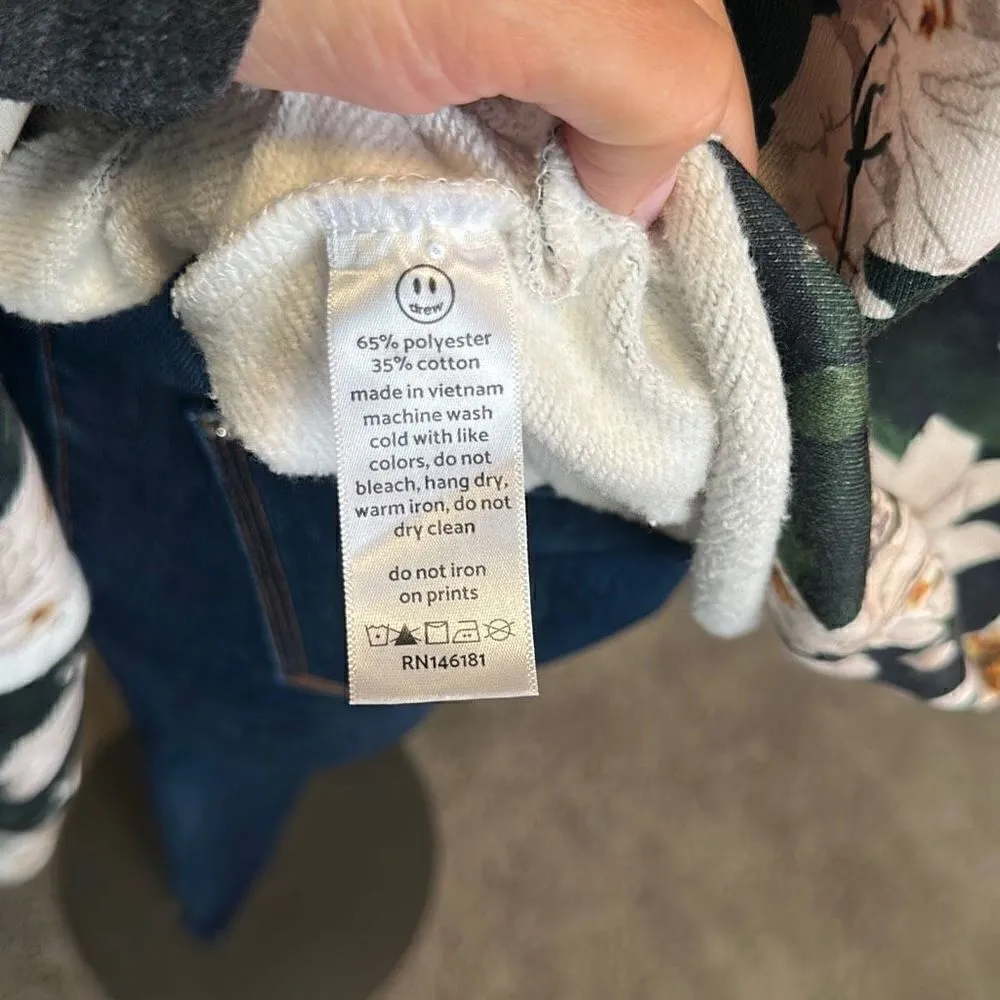 drew
65% polyester
35% cotton
made in vietnam
machine wash
cold with like
colors, do not
bleach, hang dry,
warm iron, do not
dry clean
do not iron
on prints
RN146181